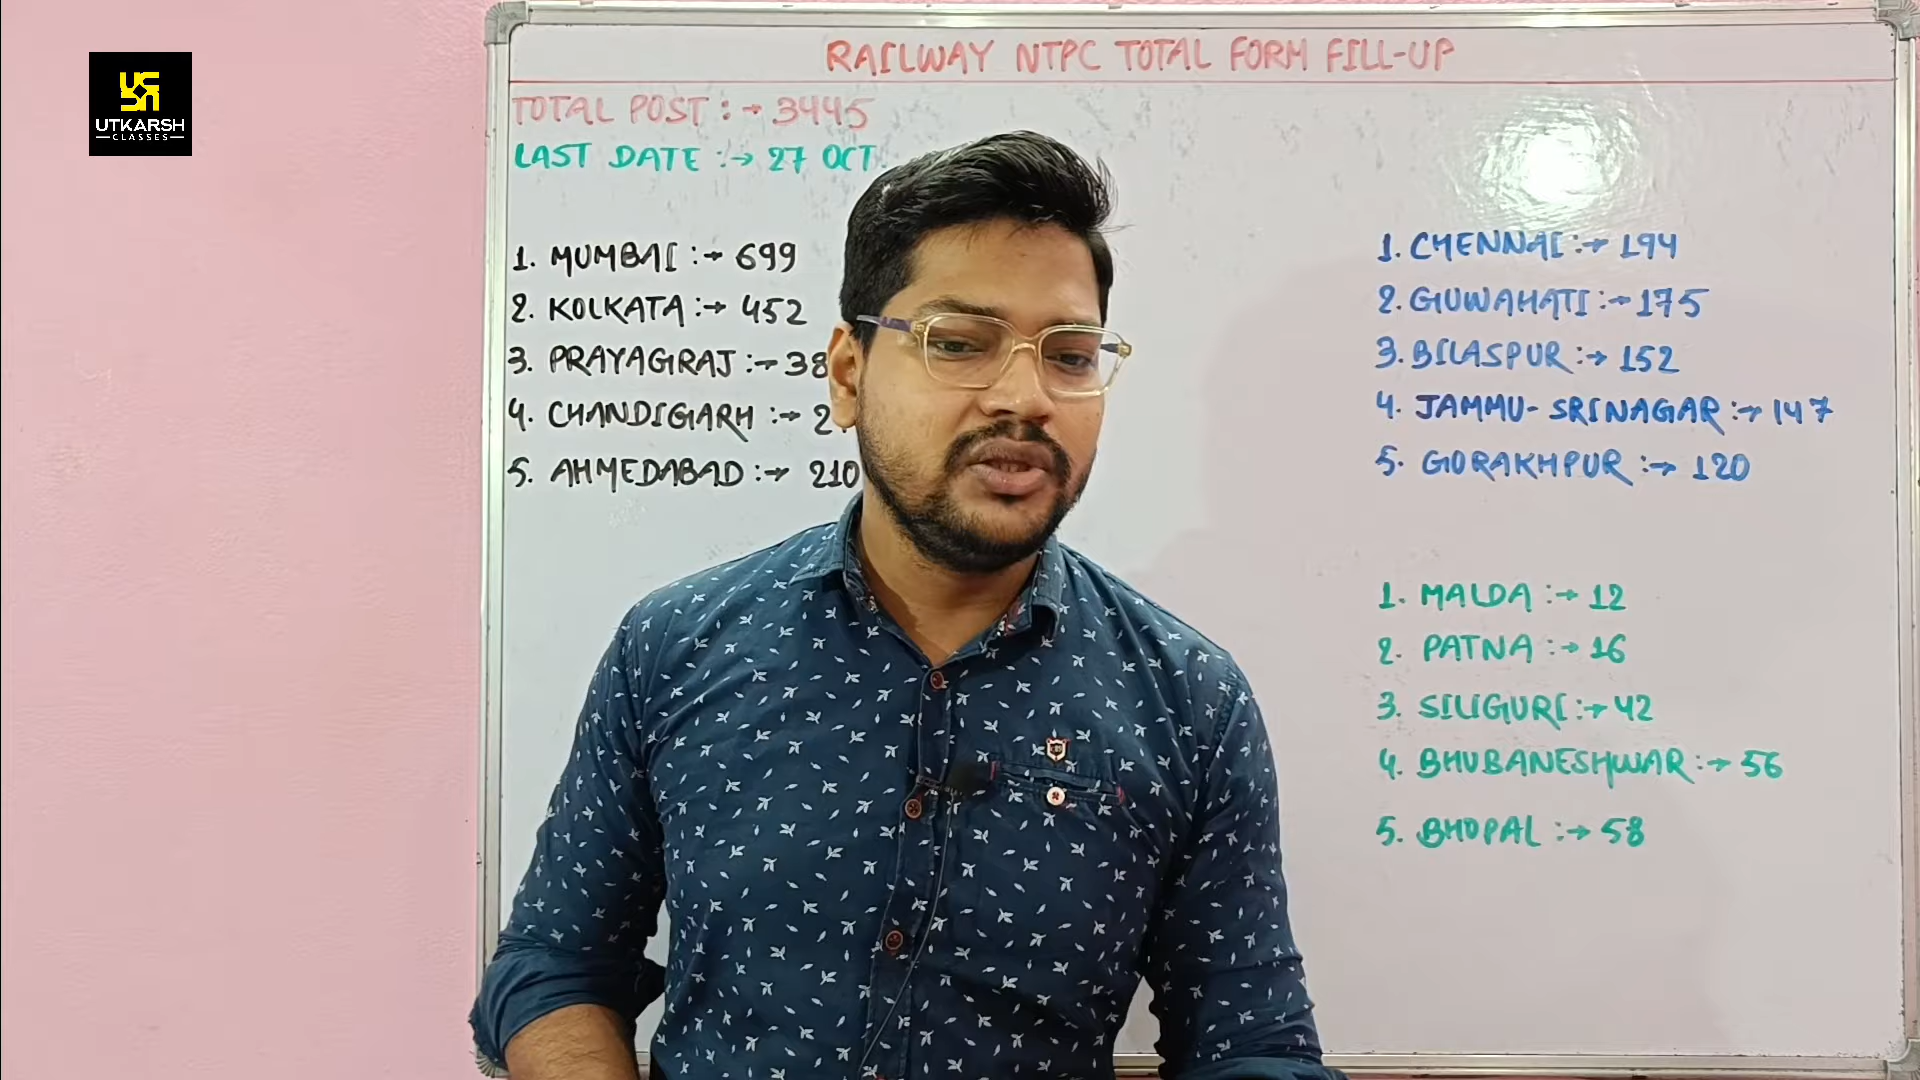 UTKARSH
CLASSES
RAILWAY NTPC TOTAL FORM FILL-UP
TOTAL POST :→ 3445
LAST DATE :→ 27 OCT
1. MUMBAI :→ 699
2. KOLKATA :→ 452
3. PRAYAGRAJ :→ 38
4. CHANDIGARH :→ 2
5. AHMEDABAD :→ 210
1. CHENNAI :→ 194
2. GUWAHATI :→ 175
3. BILASPUR :→ 152
4. JAMMU- SRINAGAR :→ 147
5. GORAKHPUR :→ 120
1. MALDA :→ 12
2. PATNA :→ 16
3. SILIGURI :→ 42
4. BHUBANESHWAR :→ 56
5. BHOPAL :→ 58